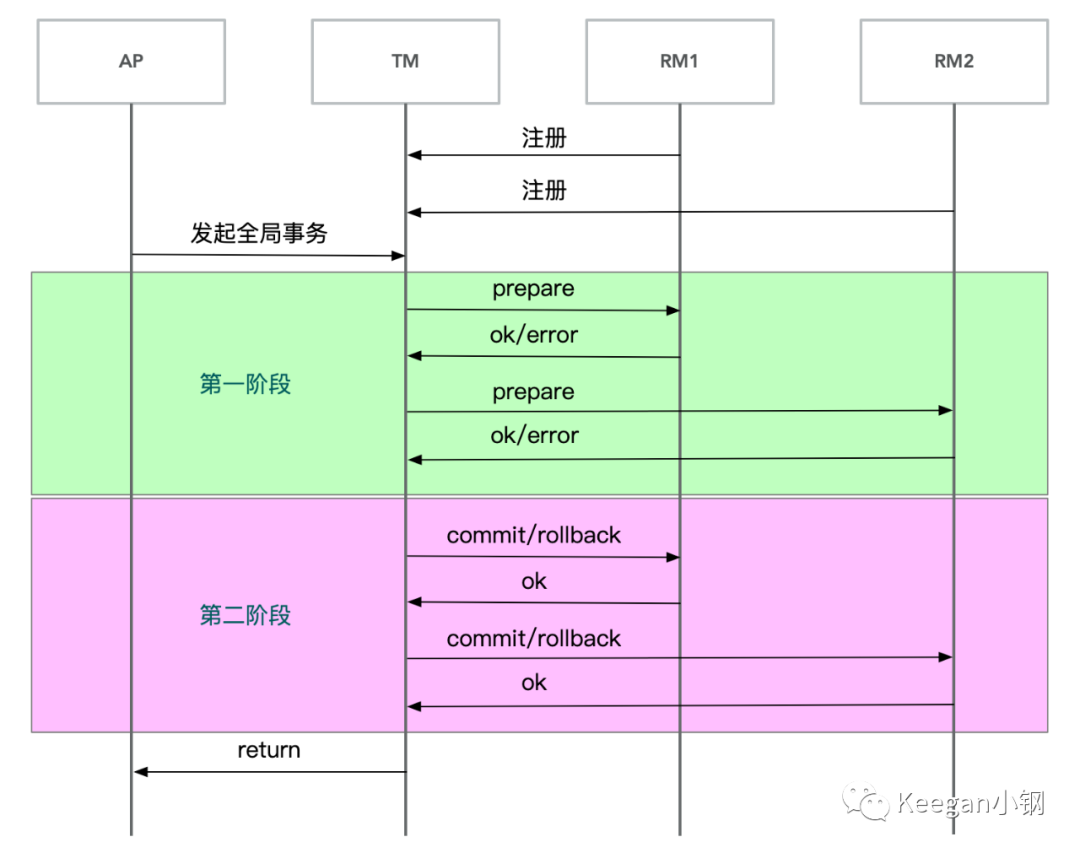 AP
TM
RM1
RM2
注册
注册
发起全局事务
prepare
ok/error
第一阶段
prepare
ok/error
commit/rollback
ok
第二阶段
commit/rollback
ok
return
Keegan小钢